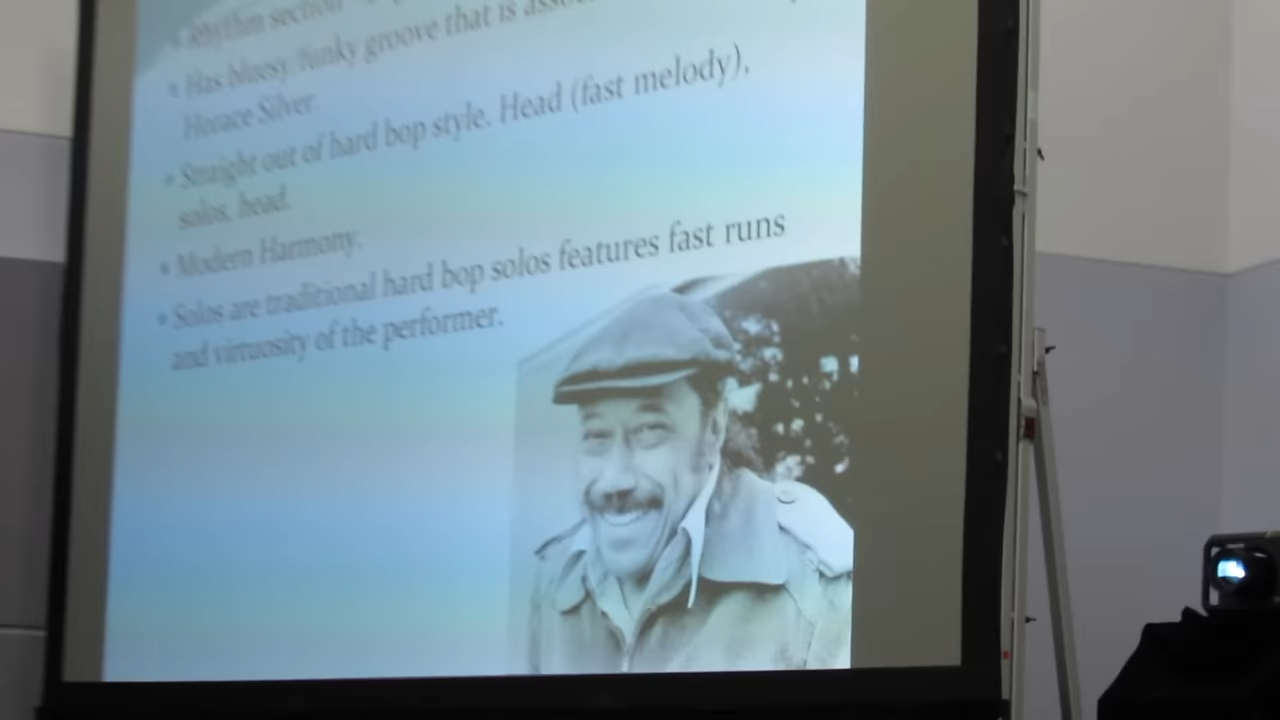 • Rhythm section
• Has bluesy/funky groove that is
Horace Silver.
• Straight out of hard bop style. Head (fast melody),
solos, head.
• Modern Harmony.
• Solos are traditional hard bop solos features fast runs
and virtuosity of the performer.